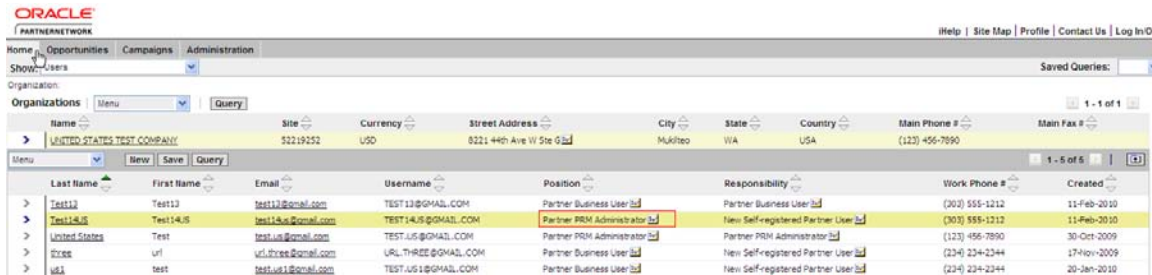 ORACLE
PARTNERNETWORK
iHelp | Site Map | Profile | Contact Us | Log In/O
Home Opportunities Campaigns Administration
Show: Users Saved Queries:
Organization:
Organizations Menu Query 1 - 1 of 1
Name Site Currency Street Address City State Country Main Phone # Main Fax #
UNITED STATES TEST COMPANY 52219252 USD 8221 44th Ave W Ste G Mukilteo WA USA (123) 456-7890
Menu New Save Query 1 - 5 of 5
Last Name First Name Email Username Position Responsibility Work Phone # Created
Test13 Test13 test13@gmail.com TEST13@GMAIL.COM Partner Business User Partner Business User (303) 555-1212 11-Feb-2010
Test14US Test14US test14us@gmail.com TEST14US@GMAIL.COM Partner PRM Administrator New Self-registered Partner User (303) 555-1212 11-Feb-2010
United States Test test.us@gmail.com TEST.US@GMAIL.COM Partner PRM Administrator Partner PRM Administrator (123) 456-7890 30-Oct-2009
three url url.three@gmail.com URL.THREE@GMAIL.COM Partner Business User New Self-registered Partner User (234) 234-2344 17-Nov-2009
us1 test test.us1@gmail.com TEST.US1@GMAIL.COM Partner Business User New Self-registered Partner User (234) 234-2344 20-Jan-2010